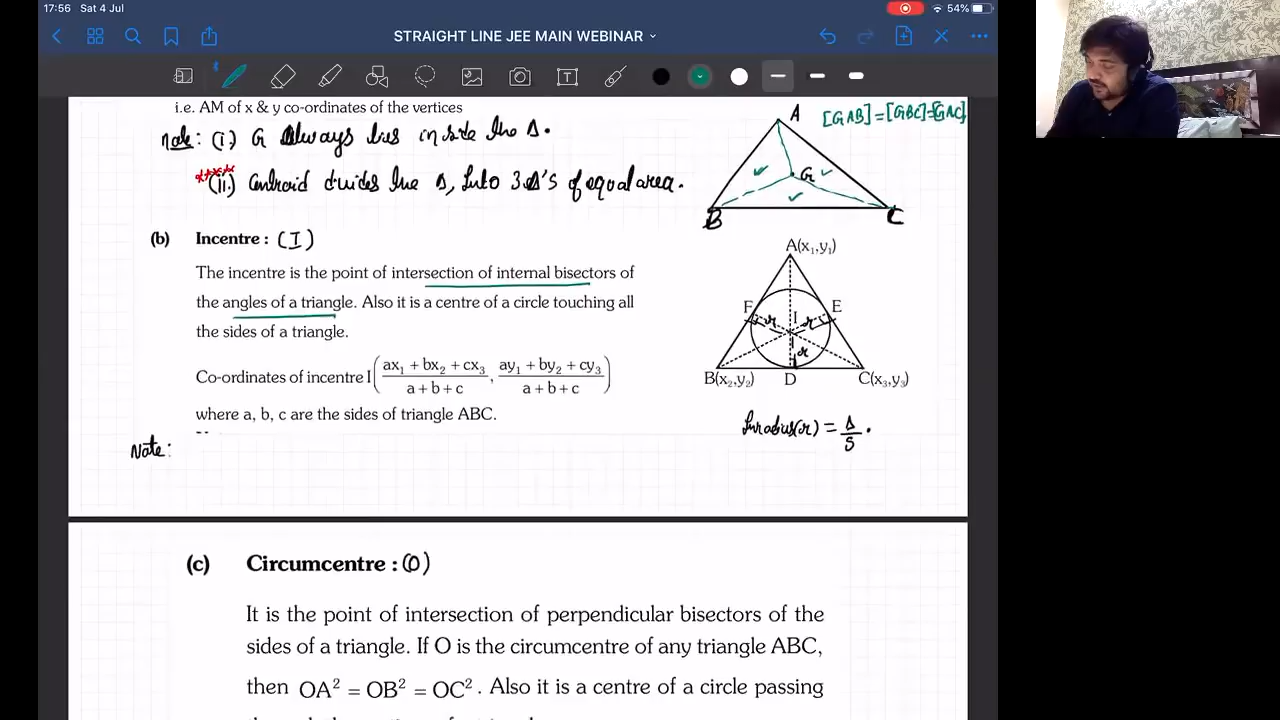 17:56 Sat 4 Jul
54%
STRAIGHT LINE JEE MAIN WEBINAR
i.e. AM of x & y co-ordinates of the vertices
Note: (i) G always lies inside the Δ.
(ii) Centroid divides the Δ, into 3 Δ's of equal area.
A
[GAB]=[GBC]=[GAC]
G
B
C
(b) Incentre : (I)
The incentre is the point of intersection of internal bisectors of
the angles of a triangle. Also it is a centre of a circle touching all
the sides of a triangle.
Co-ordinates of incentre I( (ax₁ + bx₂ + cx₃)/(a + b + c) , (ay₁ + by₂ + cy₃)/(a + b + c) )
where a, b, c are the sides of triangle ABC.
A(x₁,y₁)
F
E
r
I
r
r
B(x₂,y₂)
D
C(x₃,y₃)
Inradius(r) = Δ/S .
Note:
(c) Circumcentre : (O)
It is the point of intersection of perpendicular bisectors of the
sides of a triangle. If O is the circumcentre of any triangle ABC,
then OA² = OB² = OC² . Also it is a centre of a circle passing